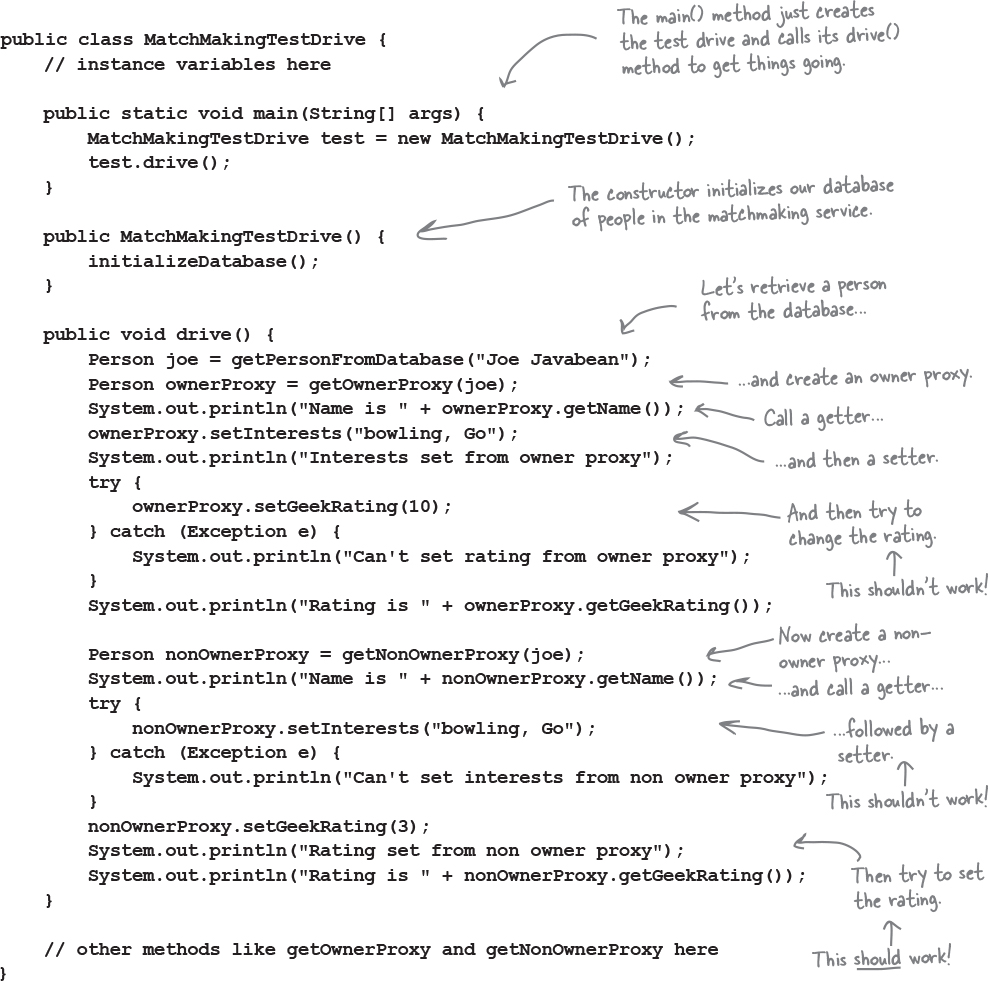 public class MatchMakingTestDrive {
    // instance variables here
The main() method just creates
the test drive and calls its drive()
method to get things going.
    public static void main(String[] args) {
        MatchMakingTestDrive test = new MatchMakingTestDrive();
        test.drive();
    }
The constructor initializes our database
of people in the matchmaking service.
    public MatchMakingTestDrive() {
        initializeDatabase();
    }
Let's retrieve a person
from the database...
    public void drive() {
        Person joe = getPersonFromDatabase("Joe Javabean");
        Person ownerProxy = getOwnerProxy(joe);
...and create an owner proxy.
        System.out.println("Name is " + ownerProxy.getName());
Call a getter...
        ownerProxy.setInterests("bowling, Go");
...and then a setter.
        System.out.println("Interests set from owner proxy");
        try {
            ownerProxy.setGeekRating(10);
And then try to
change the rating.
This shouldn't work!
        } catch (Exception e) {
            System.out.println("Can't set rating from owner proxy");
        }
        System.out.println("Rating is " + ownerProxy.getGeekRating());
Now create a non-
owner proxy...
        Person nonOwnerProxy = getNonOwnerProxy(joe);
        System.out.println("Name is " + nonOwnerProxy.getName());
...and call a getter...
        try {
            nonOwnerProxy.setInterests("bowling, Go");
...followed by a
setter.
This shouldn't work!
        } catch (Exception e) {
            System.out.println("Can't set interests from non owner proxy");
        }
        nonOwnerProxy.setGeekRating(3);
        System.out.println("Rating set from non owner proxy");
        System.out.println("Rating is " + nonOwnerProxy.getGeekRating());
Then try to set
the rating.
This should work!
    }
    // other methods like getOwnerProxy and getNonOwnerProxy here
}